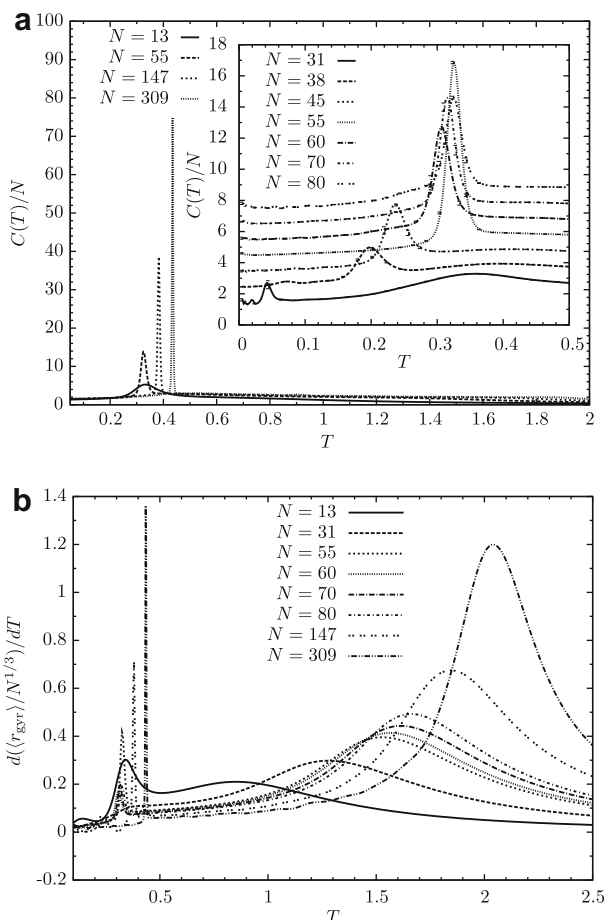 a
100
90
80
70
60
50
40
30
20
10
0
C(T)/N
0.2 0.4 0.6 0.8 1 1.2 1.4 1.6 1.8 2
T
N = 13
N = 55
N = 147
N = 309
18
16
14
12
10
8
6
4
2
0
C(T)/N
0 0.1 0.2 0.3 0.4 0.5
T
N = 31
N = 38
N = 45
N = 55
N = 60
N = 70
N = 80
b
1.4
1.2
1
0.8
0.6
0.4
0.2
0
-0.2
d(⟨r_gyr⟩/N^{1/3})/dT
0.5 1 1.5 2 2.5
T
N = 13
N = 31
N = 55
N = 60
N = 70
N = 80
N = 147
N = 309